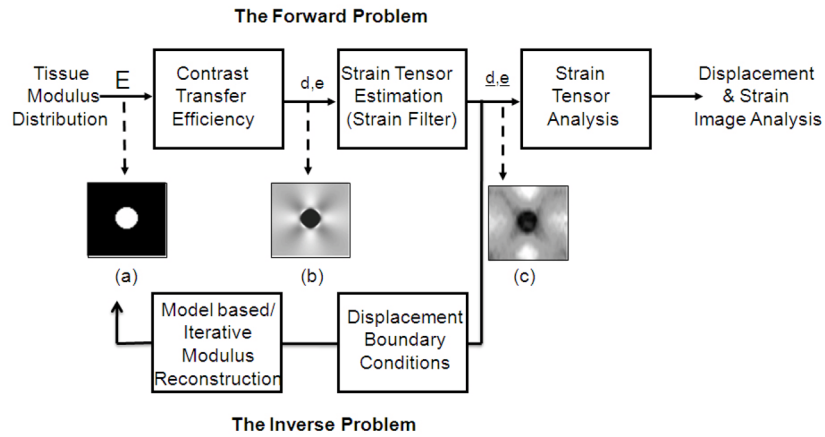 The Forward Problem
Tissue
Modulus
Distribution
E
Contrast
Transfer
Efficiency
d,e
Strain Tensor
Estimation
(Strain Filter)
d,e
Strain
Tensor
Analysis
Displacement
& Strain
Image Analysis
(a)
(b)
(c)
Model based/
Iterative
Modulus
Reconstruction
Displacement
Boundary
Conditions
The Inverse Problem